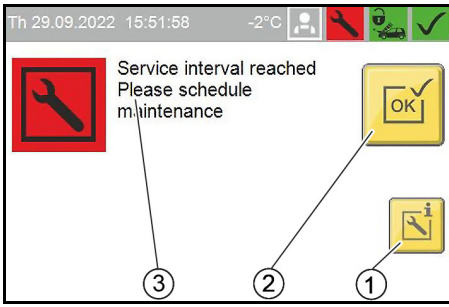 Th 29.09.2022 15:51:58 -2°C
Service interval reached
Please schedule
maintenance
OK
i
3
2
1